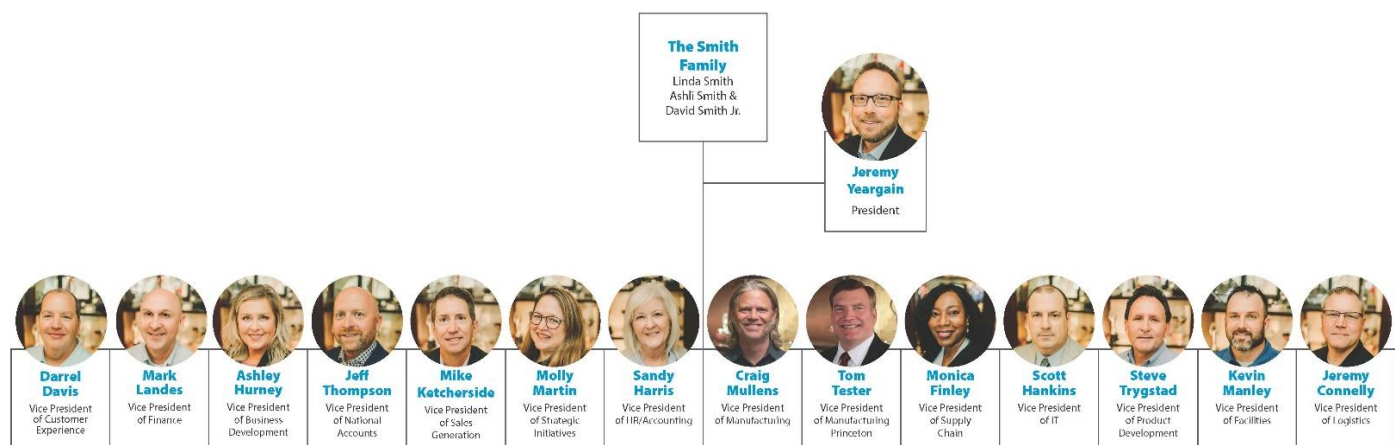 The Smith
Family
Linda Smith
Ashli Smith &
David Smith Jr.
Jeremy
Yeargain
President
Darrel
Davis
Vice President
of Customer
Experience
Mark
Landes
Vice President
of Finance
Ashley
Hurney
Vice President
of Business
Development
Jeff
Thompson
Vice President
of National
Accounts
Mike
Ketcherside
Vice President
of Sales
Generation
Molly
Martin
Vice President
of Strategic
Initiatives
Sandy
Harris
Vice President
of HR/Accounting
Craig
Mullens
Vice President
of Manufacturing
Tom
Tester
Vice President
of Manufacturing
Princeton
Monica
Finley
Vice President
of Supply
Chain
Scott
Hankins
Vice President
of IT
Steve
Trygstad
Vice President
of Product
Development
Kevin
Manley
Vice President
of Facilities
Jeremy
Connelly
Vice President
of Logistics